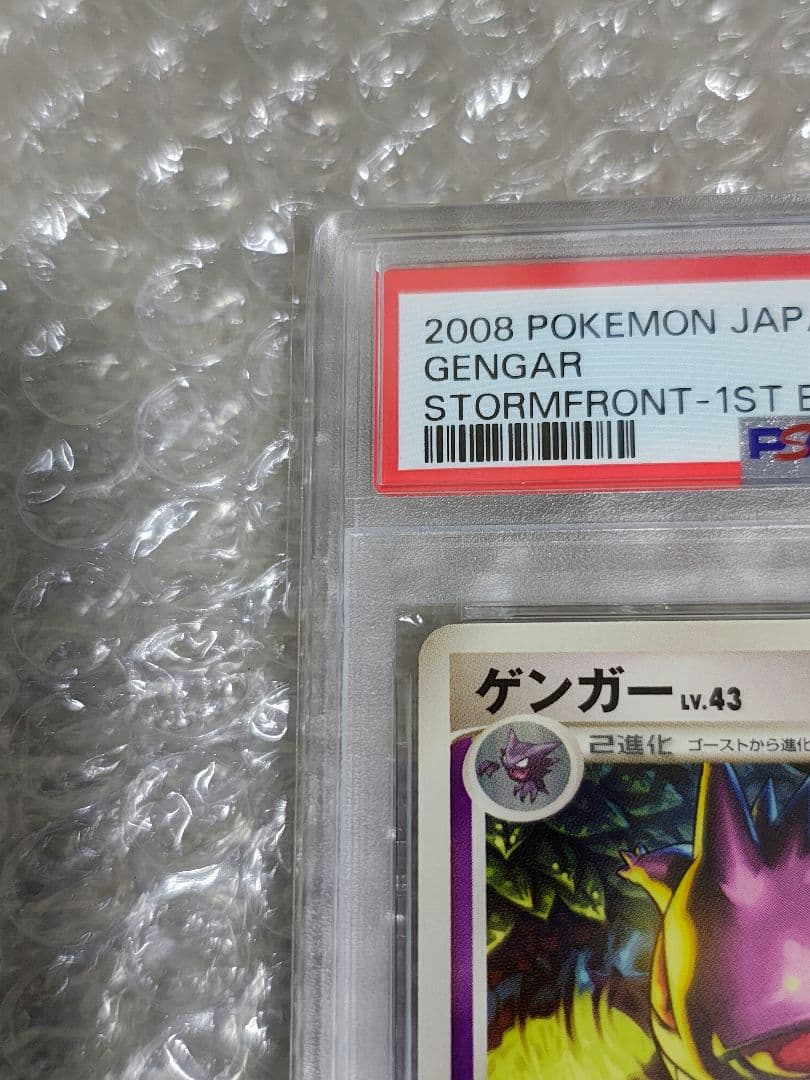 2008 POKEMON JAPA
GENGAR
STORMFRONT-1ST E
PSA
ゲンガー LV.43
2進化 ゴーストから進化